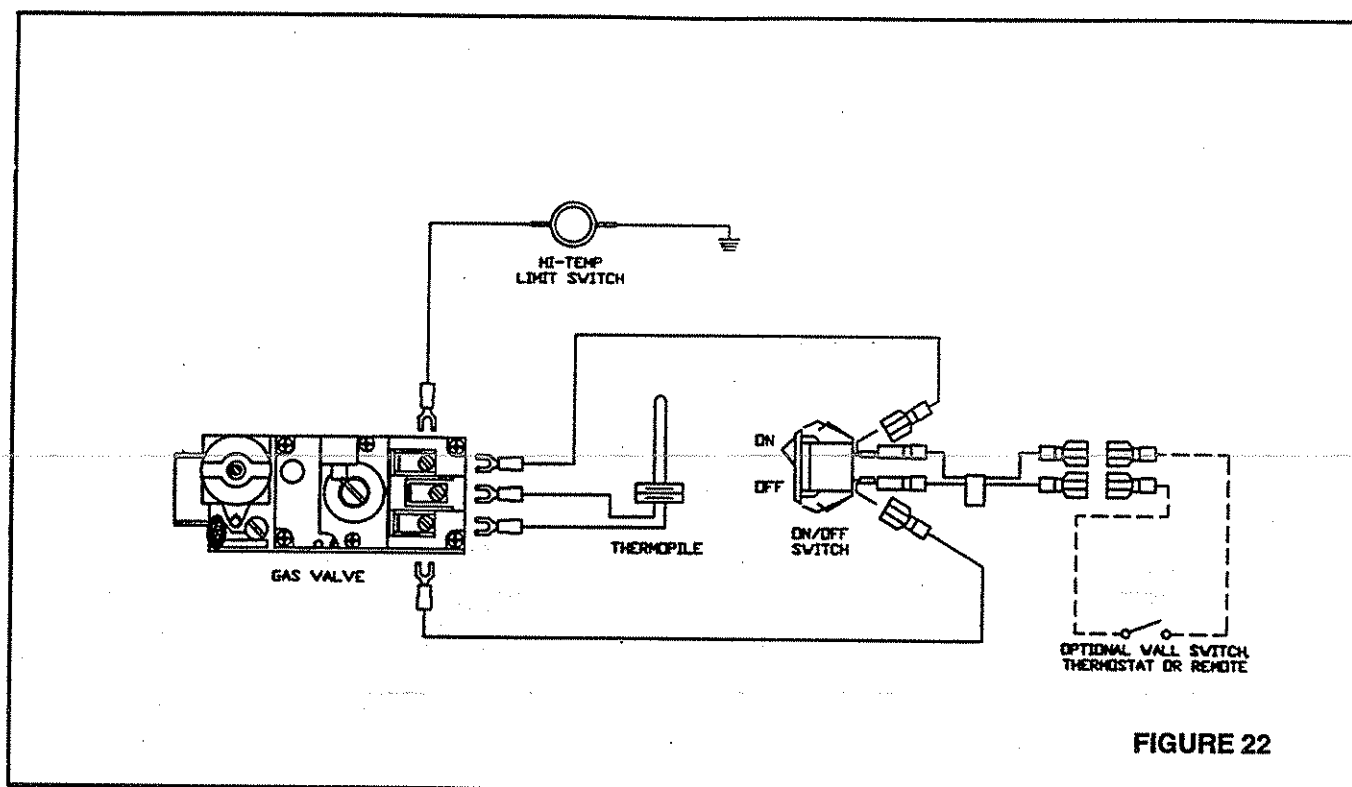 HI-TEMP
LIMIT SWITCH
ON
OFF
ON/OFF
SWITCH
THERMOPILE
GAS VALVE
OPTIONAL WALL SWITCH,
THERMOSTAT OR REMOTE
FIGURE 22